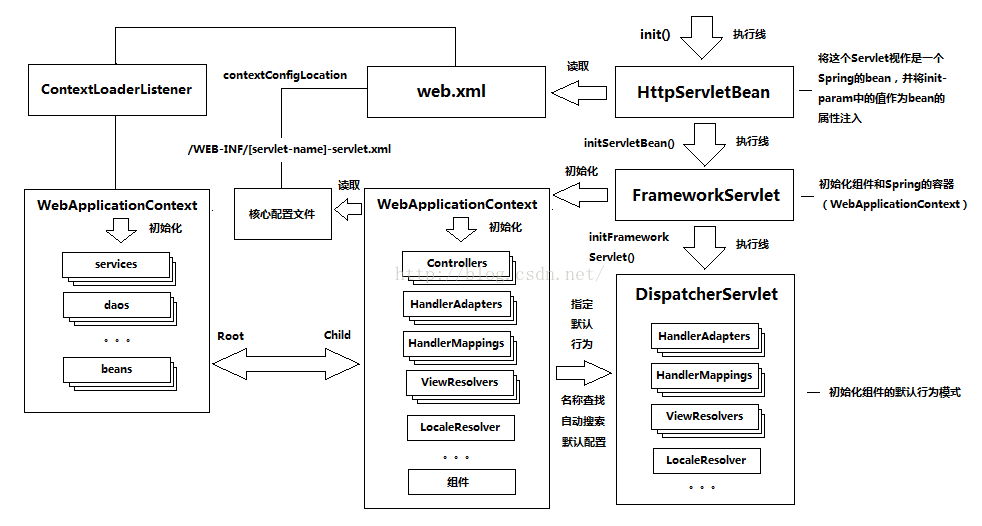 init()
执行线
读取
将这个Servlet视作是一个
Spring的bean，并将init-
param中的值作为bean的
属性注入
contextConfigLocation
ContextLoaderListener
web.xml
HttpServletBean
initServletBean()
执行线
/WEB-INF/[servlet-name]-servlet.xml
初始化
读取
FrameworkServlet
初始化组件和Spring的容器
（WebApplicationContext）
WebApplicationContext
初始化
核心配置文件
WebApplicationContext
初始化
initFramework
Servlet()
执行线
services
daos
。。。
beans
Root
Child
Controllers
http://blog.csdn.net/
HandlerAdapters
HandlerMappings
ViewResolvers
LocaleResolver
。。。
组件
指定
默认
行为
名称查找
自动搜索
默认配置
DispatcherServlet
HandlerAdapters
HandlerMappings
ViewResolvers
LocaleResolver
。。。
初始化组件的默认行为模式